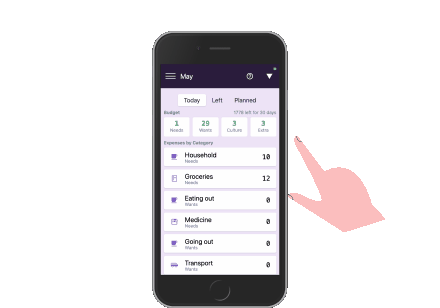 May
Today Left Planned
Budget 1779 left for 30 days
1 29 3 3
Needs Wants Culture Extra
Expenses by Category
Household 10
Needs
Groceries 12
Needs
Eating out 0
Wants
Medicine 0
Needs
Going out 0
Wants
Transport 0
Wants